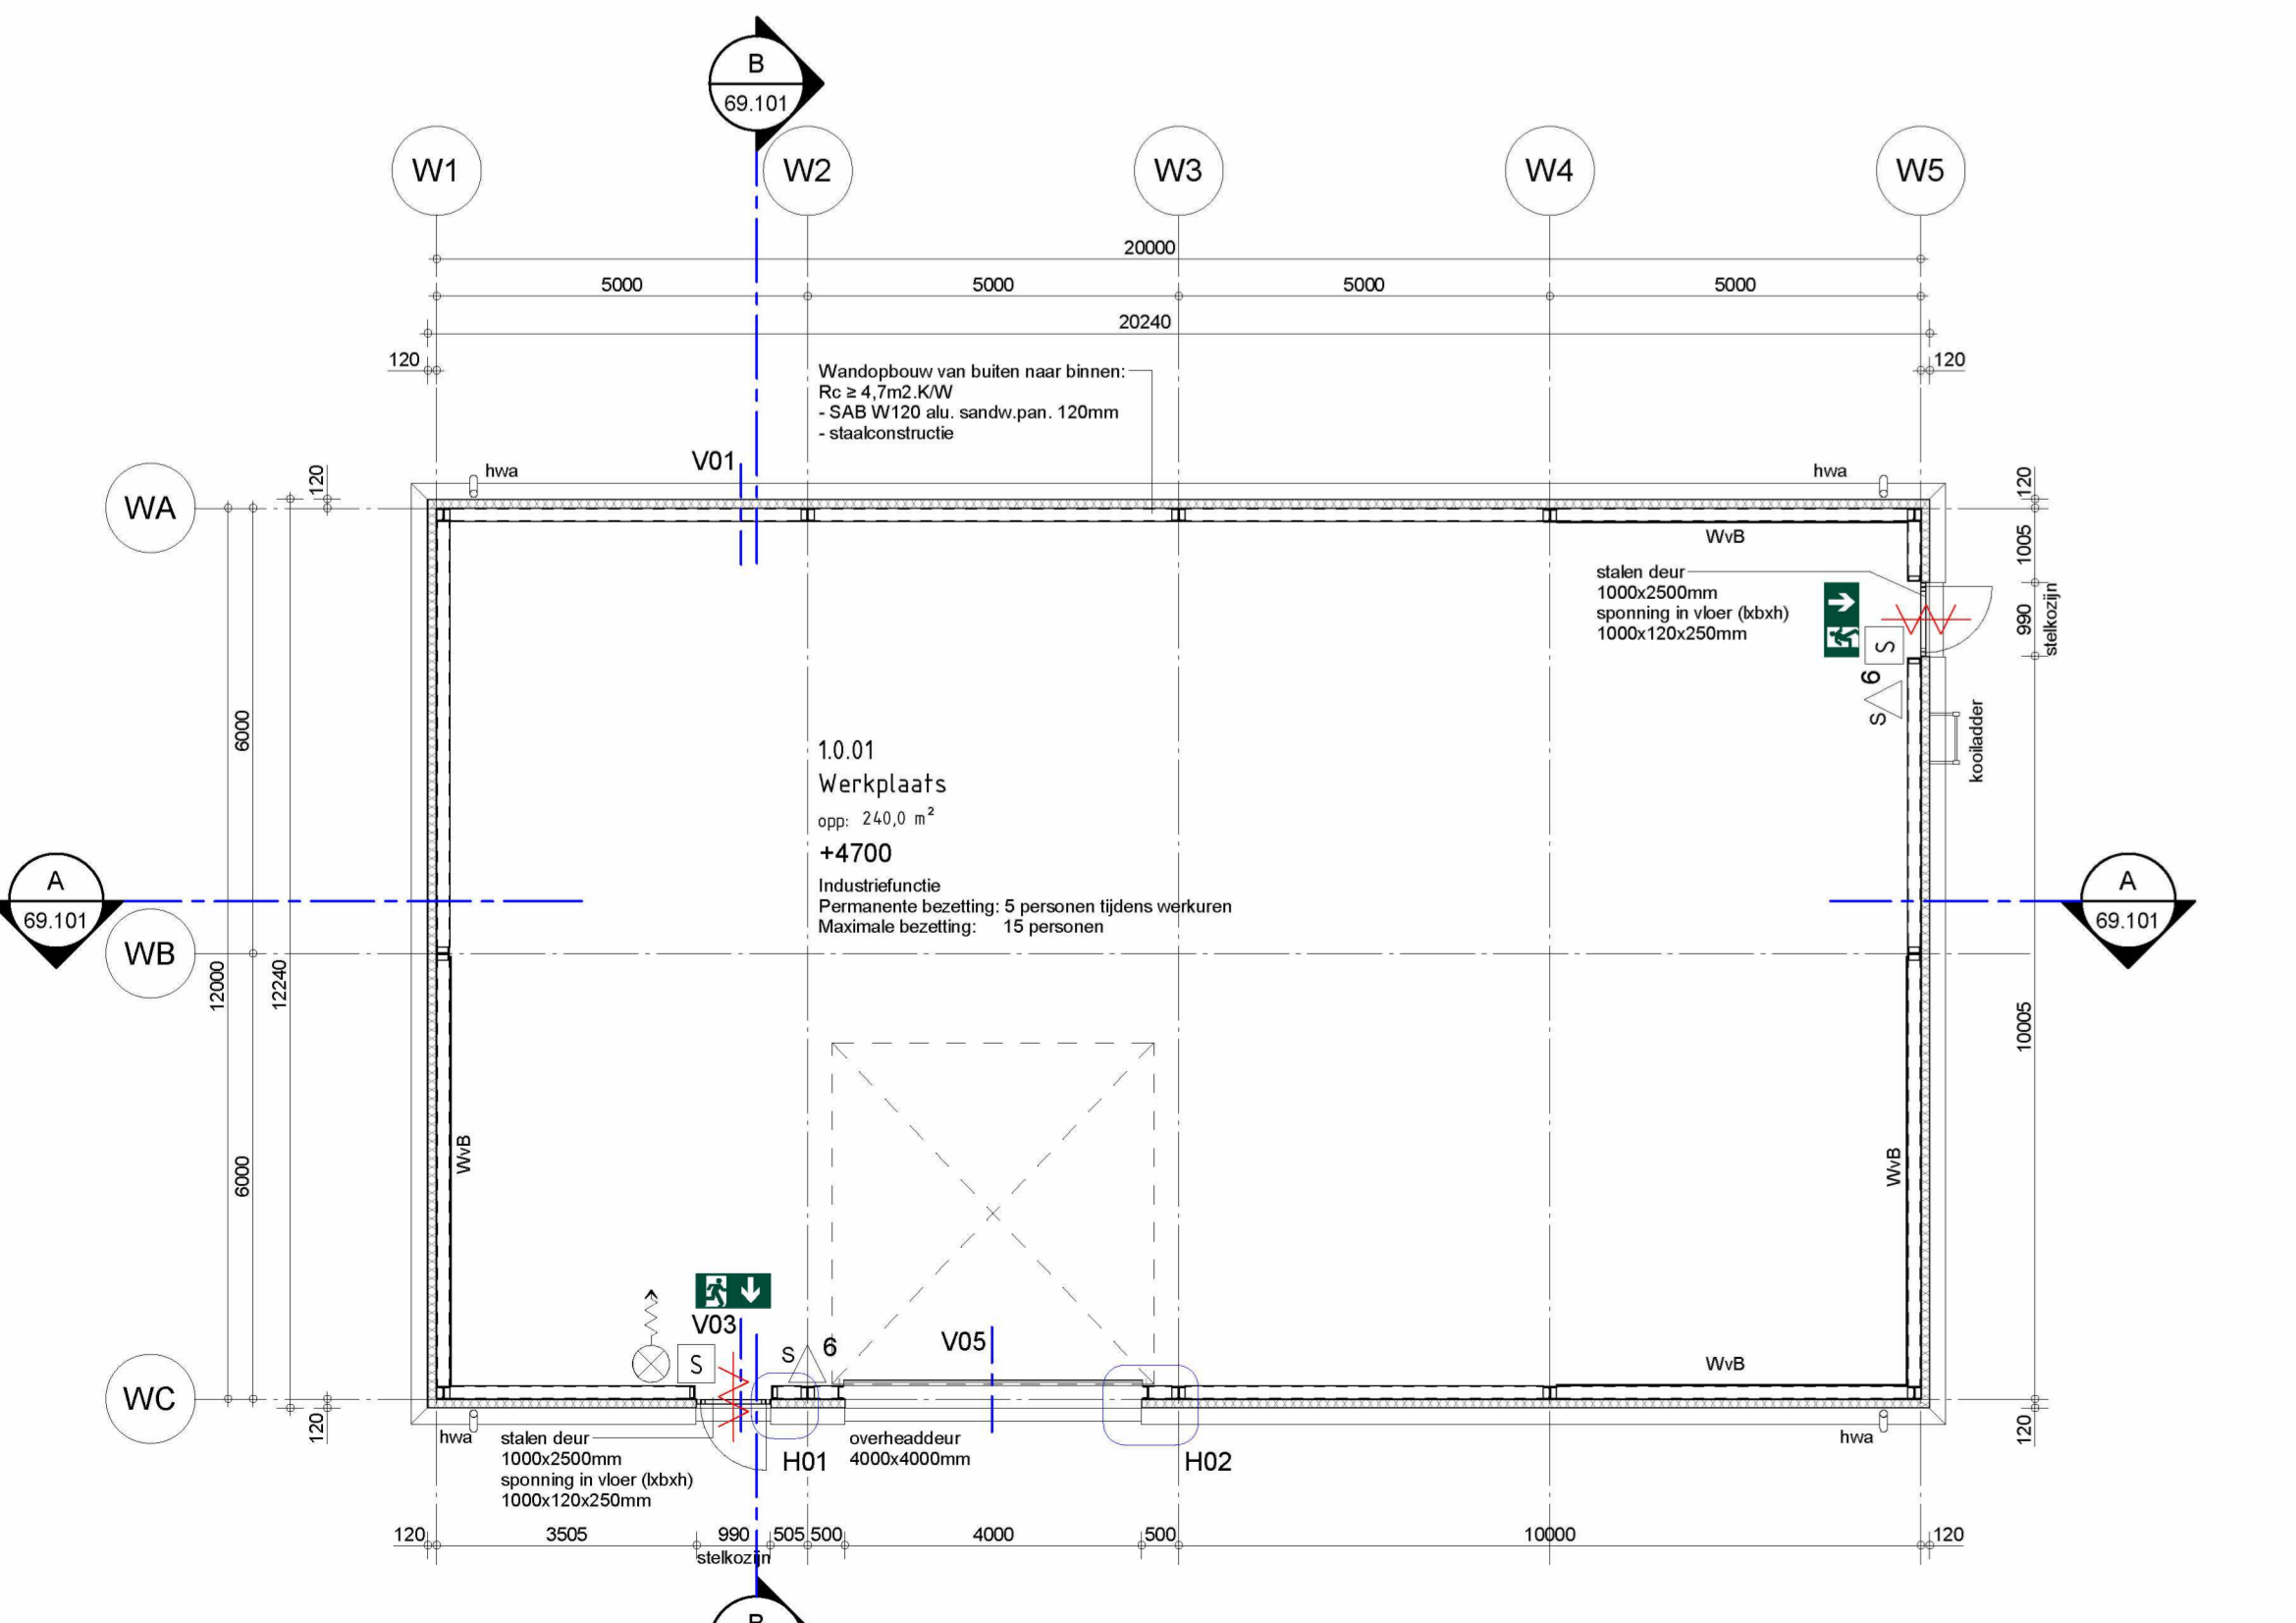 B
69.101
W1
W2
W3
W4
W5
20000
5000
5000
5000
5000
20240
120
120
Wandopbouw van buiten naar binnen:
Rc ≥ 4,7m2.K/W
- SAB W120 alu. sandw.pan. 120mm
- staalconstructie
V01
hwa
hwa
120
120
WA
WvB
1005
stalen deur
1000x2500mm
sponning in vloer (lxbxh)
1000x120x250mm
S
990
stelkozijn
6
S
kooiladder
6000
1.0.01
Werkplaats
opp: 240,0 m²
+4700
Industriefunctie
Permanente bezetting: 5 personen tijdens werkuren
Maximale bezetting: 15 personen
A
69.101
A
69.101
WB
12000
12240
10005
WvB
WvB
6000
V03
S
S
6
V05
WvB
WC
120
120
hwa
stalen deur
1000x2500mm
sponning in vloer (lxbxh)
1000x120x250mm
H01
overheaddeur
4000x4000mm
H02
hwa
120
3505
990
505
500
4000
500
10000
120
stelkozijn
B